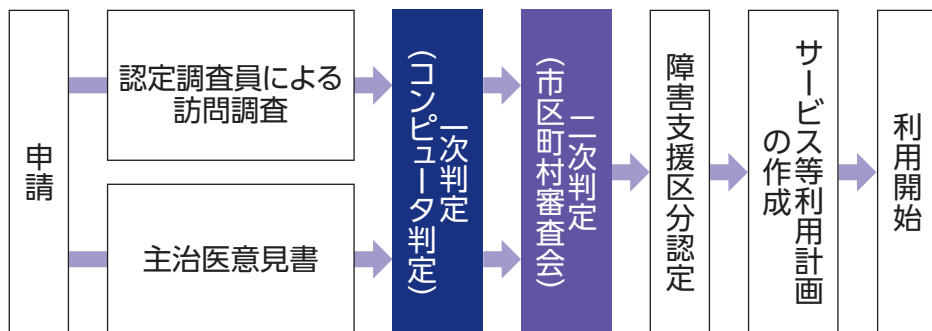 申請
認定調査員による
訪問調査
主治医意見書
一次判定
（コンピュータ判定）
二次判定
（市区町村審査会）
障害支援区分認定
サービス等利用計画
の作成
利用開始